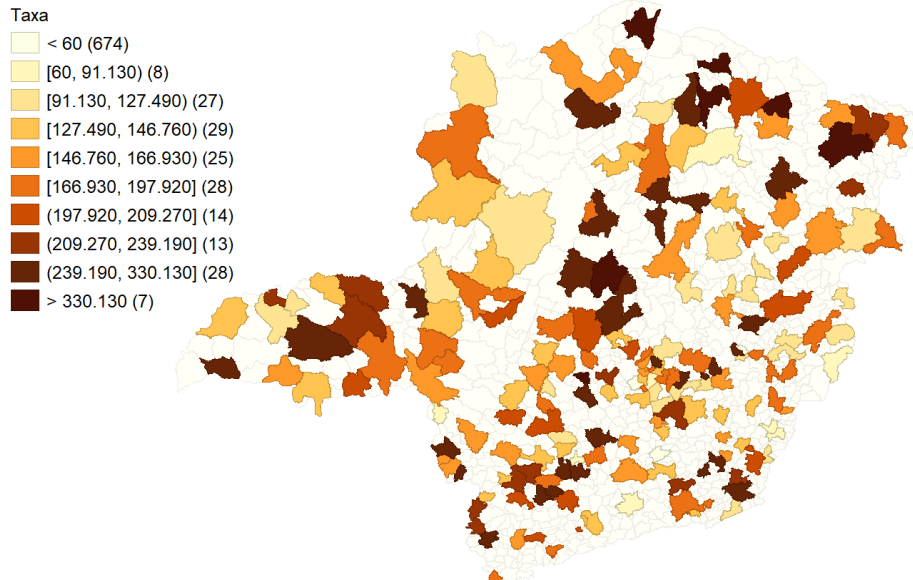 Taxa
< 60 (674)
[60, 91.130) (8)
[91.130, 127.490) (27)
[127.490, 146.760) (29)
[146.760, 166.930) (25)
[166.930, 197.920] (28)
(197.920, 209.270] (14)
(209.270, 239.190] (13)
(239.190, 330.130] (28)
> 330.130 (7)